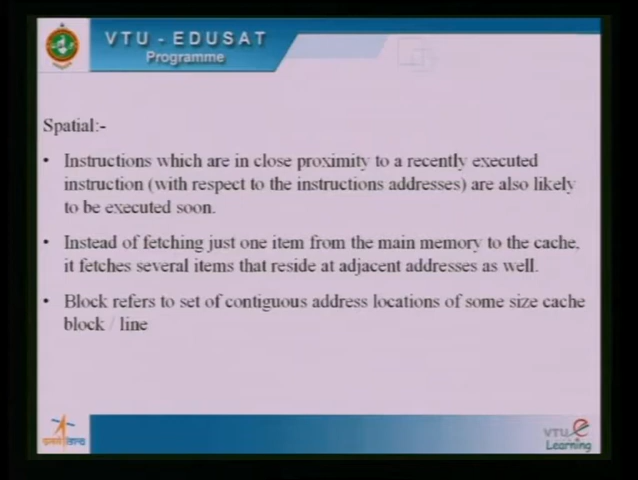 VTU - EDUSAT
Programme
Spatial:-
• Instructions which are in close proximity to a recently executed
instruction (with respect to the instructions addresses) are also likely
to be executed soon.
• Instead of fetching just one item from the main memory to the cache,
it fetches several items that reside at adjacent addresses as well.
• Block refers to set of contiguous address locations of some size cache
block / line
VTU e
Learning